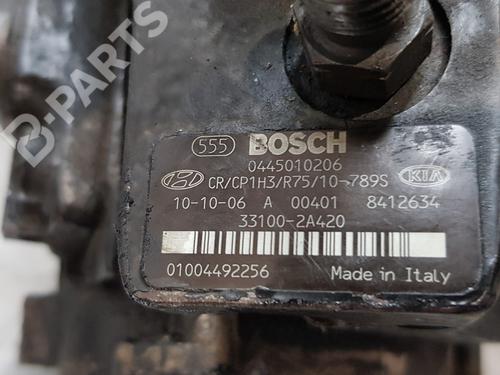 B-PARTS
555 BOSCH
0445010206
CR/CP1H3/R75/10-789S KIA
10-10-06 A 00401 8412634
33100-2A420
01004492256 Made in Italy